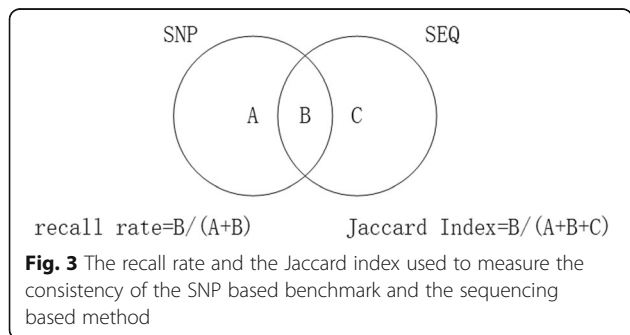 SNP SEQ
A B C
recall rate=B/(A+B) Jaccard Index=B/(A+B+C)
Fig. 3 The recall rate and the Jaccard index used to measure the
consistency of the SNP based benchmark and the sequencing
based method